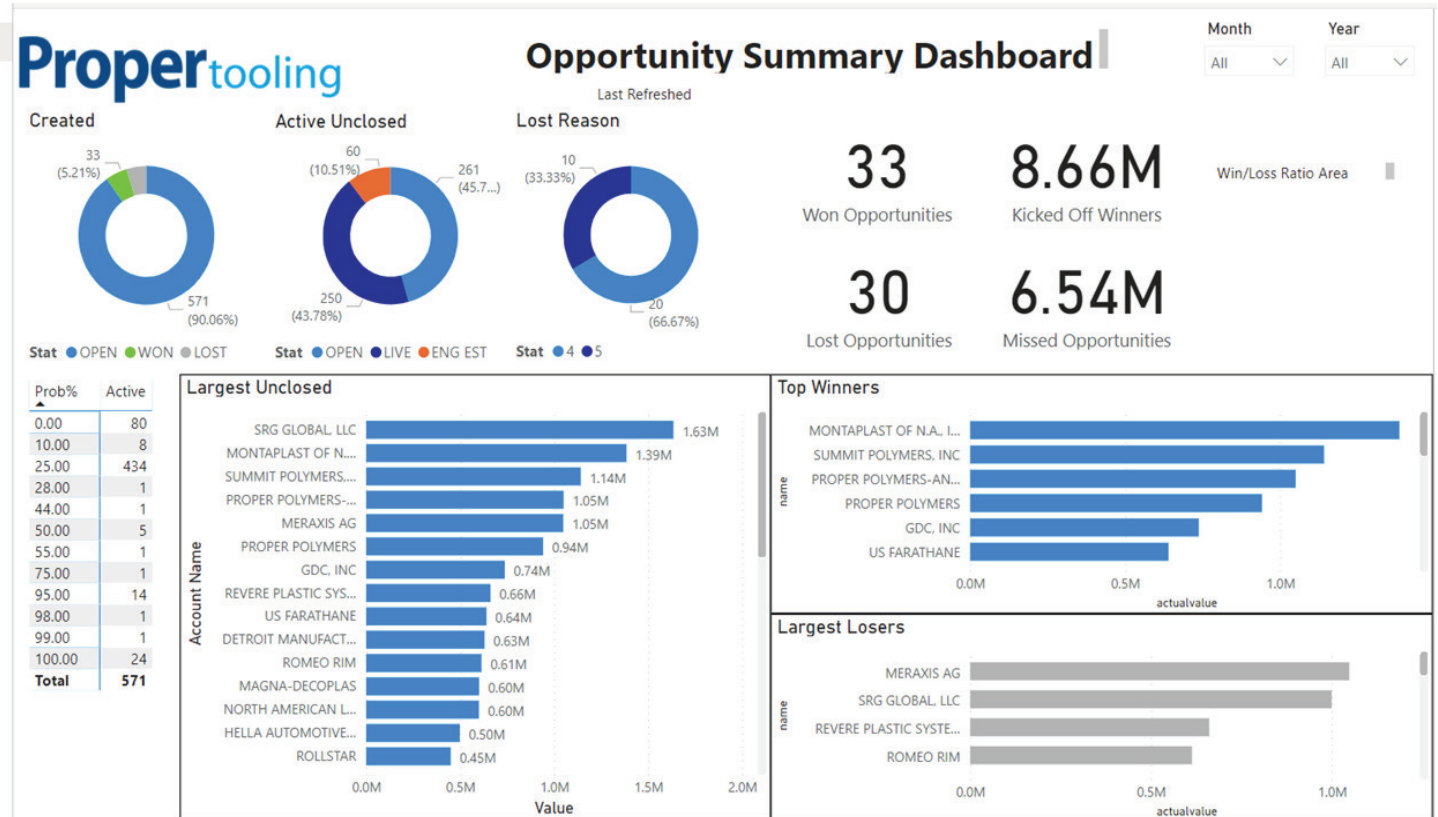 Propertooling
Opportunity Summary Dashboard
Last Refreshed
Month
All
Year
All
Created
33
(5.21%)
571
(90.06%)
Stat OPEN WON LOST
Active Unclosed
60
(10.51%)
261
(45.7...)
250
(43.78%)
Stat OPEN LIVE ENG EST
Lost Reason
10
(33.33%)
20
(66.67%)
Stat 4 5
33
Won Opportunities
8.66M
Kicked Off Winners
Win/Loss Ratio Area
30
Lost Opportunities
6.54M
Missed Opportunities
Prob% Active
0.00 80
10.00 8
25.00 434
28.00 1
44.00 1
50.00 5
55.00 1
75.00 1
95.00 14
98.00 1
99.00 1
100.00 24
Total 571
Largest Unclosed
Account Name
SRG GLOBAL, LLC 1.63M
MONTAPLAST OF N.... 1.39M
SUMMIT POLYMERS,... 1.14M
PROPER POLYMERS-... 1.05M
MERAXIS AG 1.05M
PROPER POLYMERS 0.94M
GDC, INC 0.74M
REVERE PLASTIC SYS... 0.66M
US FARATHANE 0.64M
DETROIT MANUFACT... 0.63M
ROMEO RIM 0.61M
MAGNA-DECOPLAS 0.60M
NORTH AMERICAN L... 0.60M
HELLA AUTOMOTIVE... 0.50M
ROLLSTAR 0.45M
0.0M 0.5M 1.0M 1.5M 2.0M
Value
Top Winners
name
MONTAPLAST OF N.A., I...
SUMMIT POLYMERS, INC
PROPER POLYMERS-AN...
PROPER POLYMERS
GDC, INC
US FARATHANE
0.0M 0.5M 1.0M
actualvalue
Largest Losers
name
MERAXIS AG
SRG GLOBAL, LLC
REVERE PLASTIC SYSTE...
ROMEO RIM
0.0M 0.5M 1.0M
actualvalue